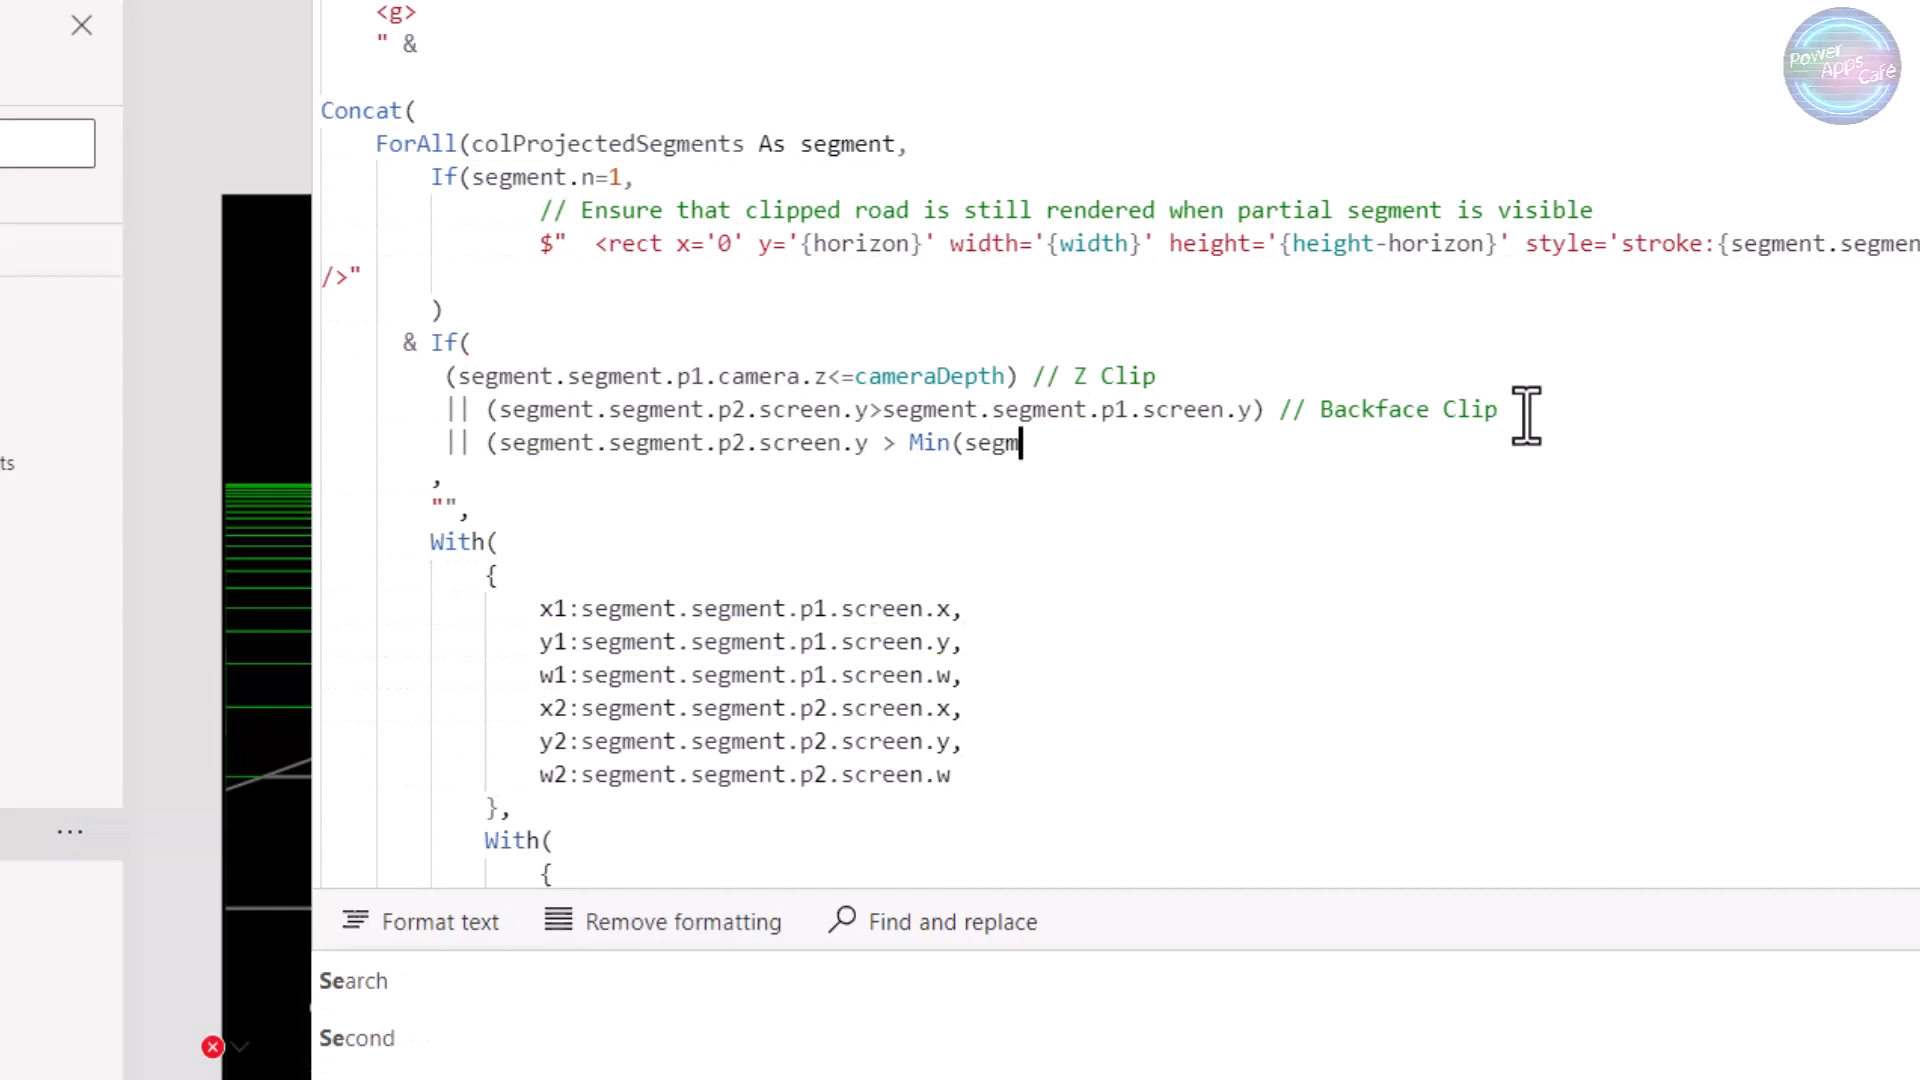 <g>
" &
Concat(
ForAll(colProjectedSegments As segment,
If(segment.n=1,
// Ensure that clipped road is still rendered when partial segment is visible
$"  <rect x='0' y='{horizon}' width='{width}' height='{height-horizon}' style='stroke:{segment.segmen
/>"
)
& If(
(segment.segment.p1.camera.z<=cameraDepth) // Z Clip
|| (segment.segment.p2.screen.y>segment.segment.p1.screen.y) // Backface Clip
|| (segment.segment.p2.screen.y > Min(segm
,
"",
With(
{
x1:segment.segment.p1.screen.x,
y1:segment.segment.p1.screen.y,
w1:segment.segment.p1.screen.w,
x2:segment.segment.p2.screen.x,
y2:segment.segment.p2.screen.y,
w2:segment.segment.p2.screen.w
},
With(
{
Format text
Remove formatting
Find and replace
Search
Second
ts
Power
Apps
Café